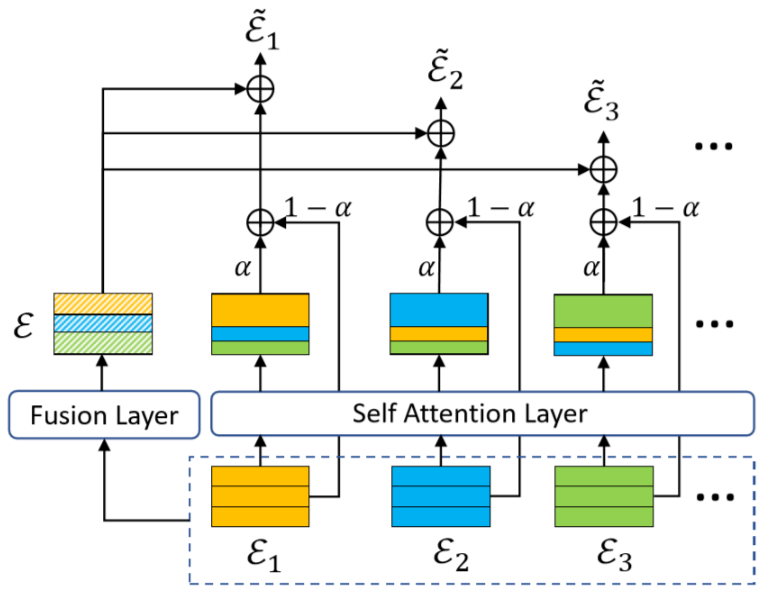 Ẽ₁
Ẽ₂
Ẽ₃
...
1 − α
1 − α
1 − α
α
α
α
ℰ
...
Fusion Layer
Self Attention Layer
...
ℰ₁
ℰ₂
ℰ₃